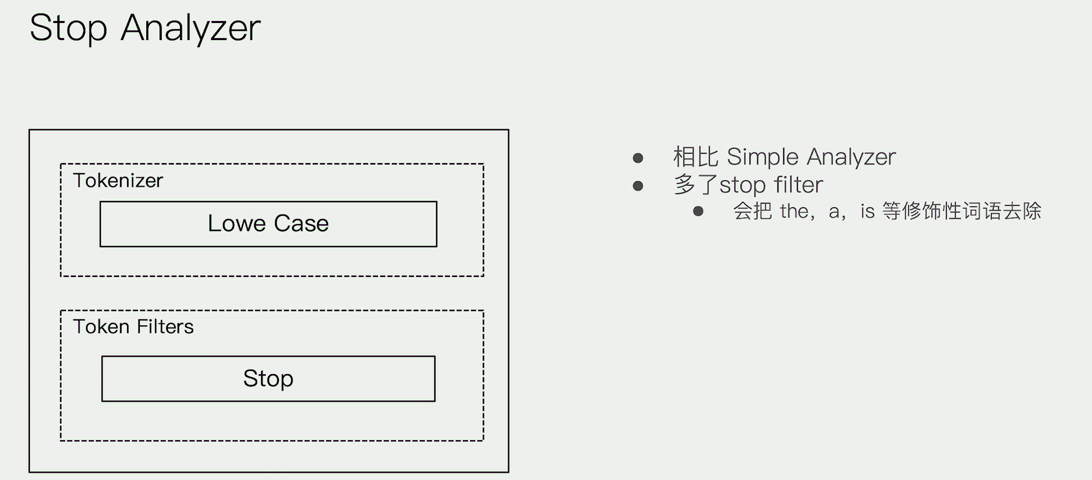 Stop Analyzer
Tokenizer
Lowe Case
Token Filters
Stop
相比 Simple Analyzer
多了stop filter
会把 the，a，is 等修饰性词语去除